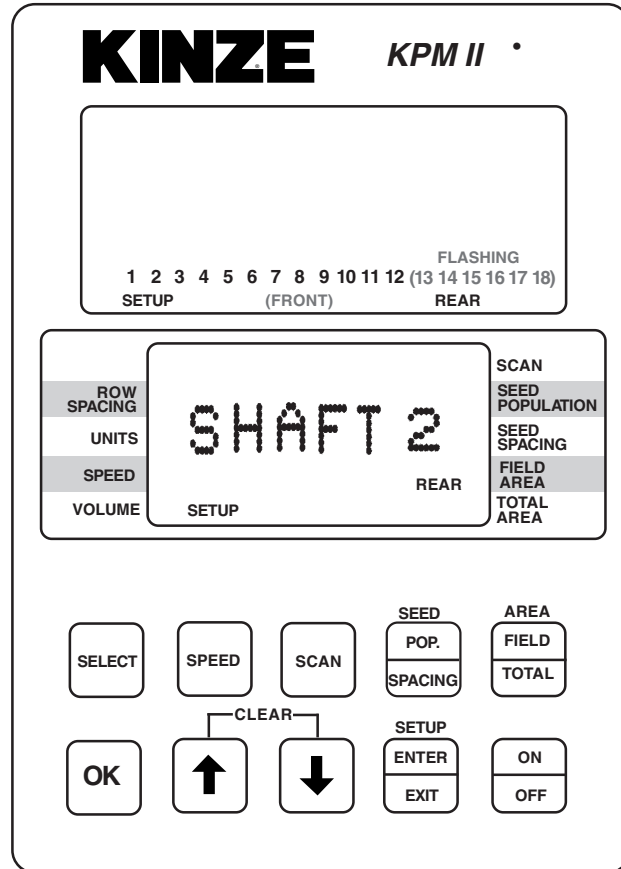 KINZE KPM II
FLASHING
1 2 3 4 5 6 7 8 9 10 11 12 (13 14 15 16 17 18)
SETUP (FRONT) REAR
SCAN
ROW SPACING
SEED POPULATION
UNITS
SEED SPACING
SPEED
FIELD AREA
VOLUME
TOTAL AREA
SHAFT 2
REAR
SETUP
SEED AREA
SELECT SPEED SCAN POP. SPACING FIELD TOTAL
CLEAR
SETUP
OK ENTER EXIT ON OFF